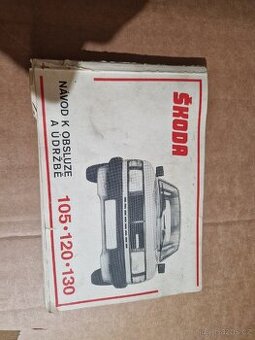 ŠKODA
NÁVOD K OBSLUZE
A ÚDRŽBĚ
105•120•130